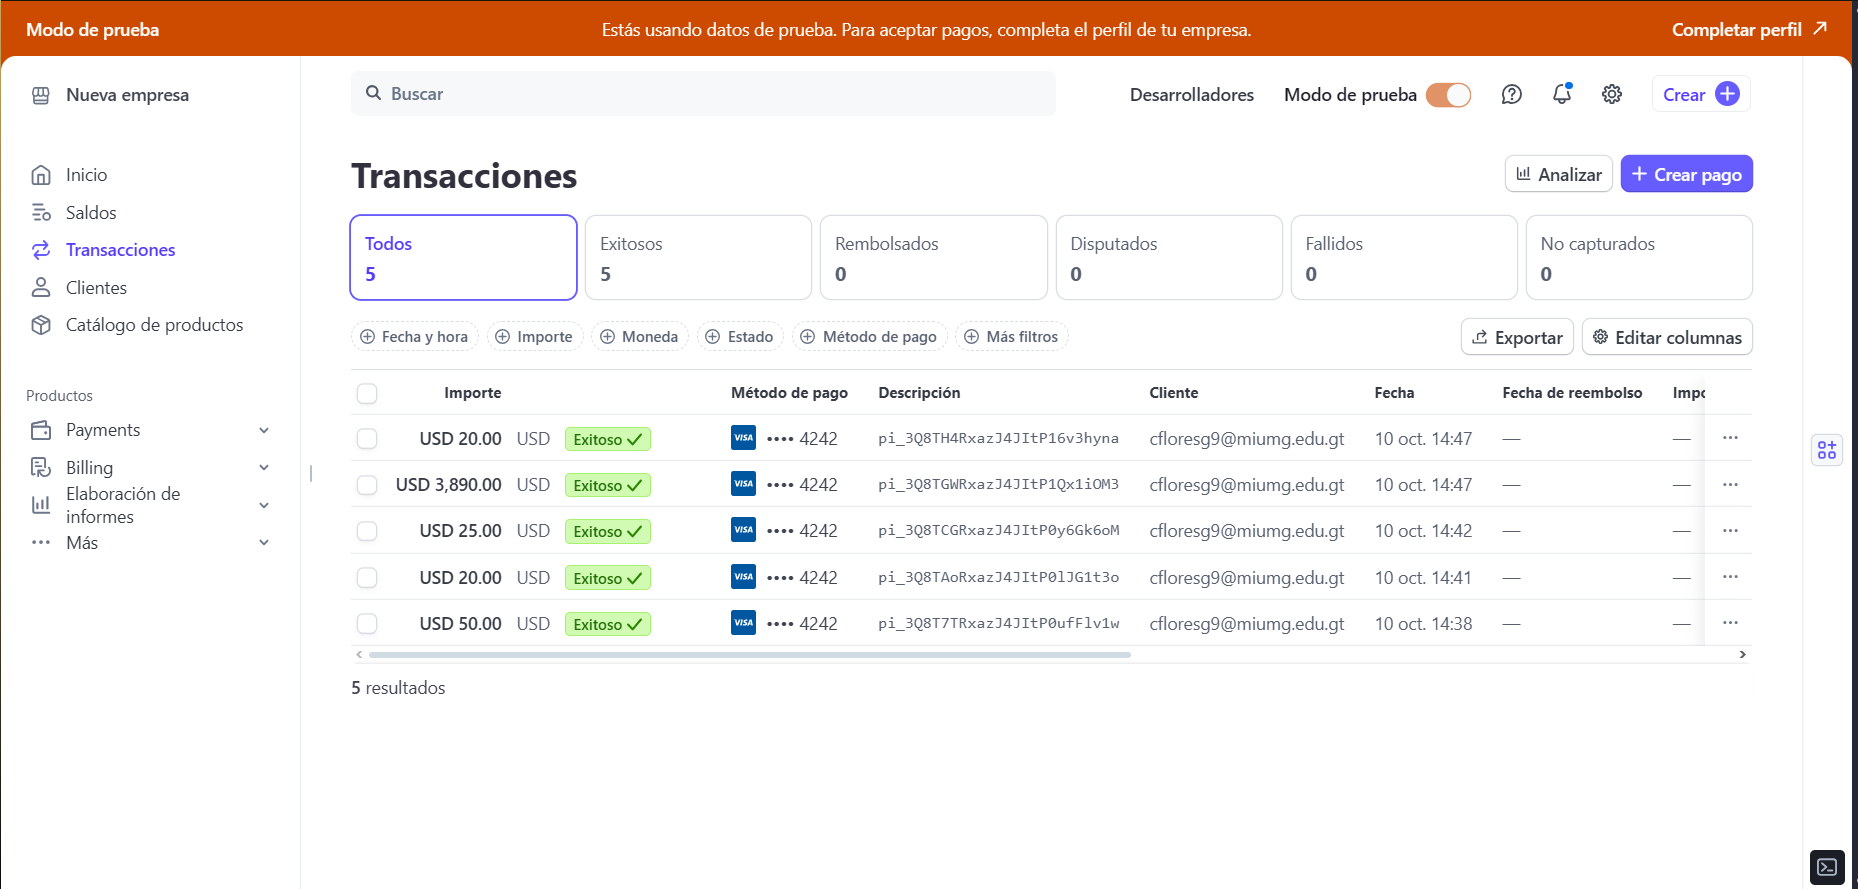 Modo de prueba
Estás usando datos de prueba. Para aceptar pagos, completa el perfil de tu empresa.
Completar perfil
Nueva empresa
Buscar
Desarrolladores
Modo de prueba
Crear
Inicio
Saldos
Transacciones
Clientes
Catálogo de productos
Productos
Payments
Billing
Elaboración de
informes
Más
Transacciones
Analizar
Crear pago
Todos
5
Exitosos
5
Rembolsados
0
Disputados
0
Fallidos
0
No capturados
0
Fecha y hora
Importe
Moneda
Estado
Método de pago
Más filtros
Exportar
Editar columnas
Importe Método de pago Descripción Cliente Fecha Fecha de reembolso Impo
USD 20.00 USD Exitoso VISA •••• 4242 pi_3Q8TH4RxazJ4JItP16v3hyna cfloresg9@miumg.edu.gt 10 oct. 14:47 — —
USD 3,890.00 USD Exitoso VISA •••• 4242 pi_3Q8TGWRxazJ4JItP1Qx1iOM3 cfloresg9@miumg.edu.gt 10 oct. 14:47 — —
USD 25.00 USD Exitoso VISA •••• 4242 pi_3Q8TCGRxazJ4JItP0y6Gk6oM cfloresg9@miumg.edu.gt 10 oct. 14:42 — —
USD 20.00 USD Exitoso VISA •••• 4242 pi_3Q8TAoRxazJ4JItP0lJG1t3o cfloresg9@miumg.edu.gt 10 oct. 14:41 — —
USD 50.00 USD Exitoso VISA •••• 4242 pi_3Q8T7TRxazJ4JItP0ufFlv1w cfloresg9@miumg.edu.gt 10 oct. 14:38 — —
5 resultados